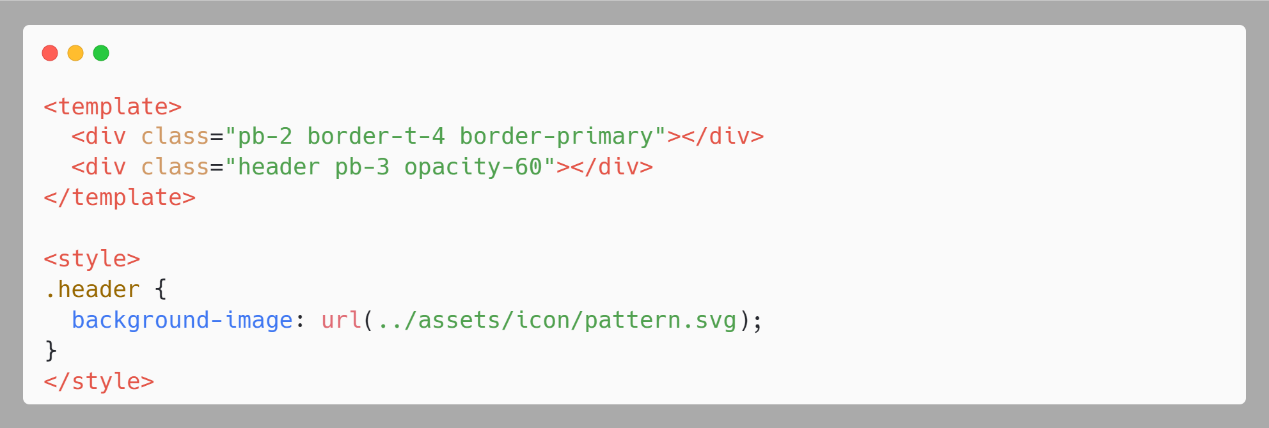 <template>
  <div class="pb-2 border-t-4 border-primary"></div>
  <div class="header pb-3 opacity-60"></div>
</template>

<style>
.header {
  background-image: url(../assets/icon/pattern.svg);
}
</style>